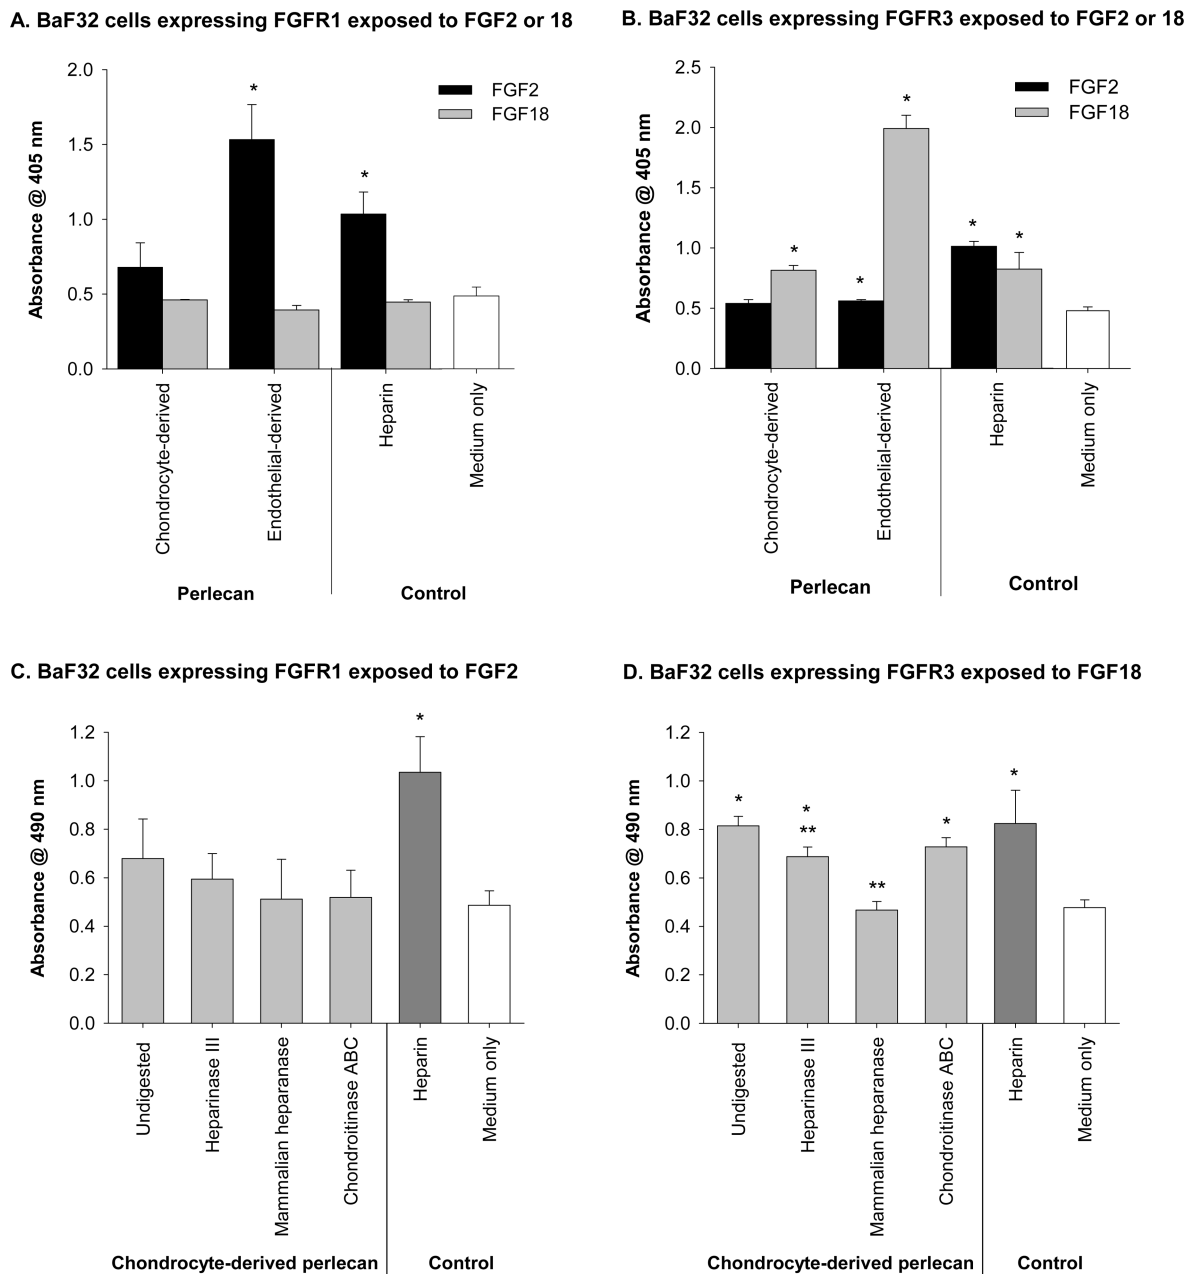 A. BaF32 cells expressing FGFR1 exposed to FGF2 or 18
2.0
1.5
1.0
0.5
0.0
Absorbance @ 405 nm
*
*
FGF2
FGF18
Chondrocyte-derived
Endothelial-derived
Heparin
Medium only
Perlecan
Control
B. BaF32 cells expressing FGFR3 exposed to FGF2 or 18
2.5
2.0
1.5
1.0
0.5
0.0
Absorbance @ 405 nm
*
*
*
*
*
FGF2
FGF18
Chondrocyte-derived
Endothelial-derived
Heparin
Medium only
Perlecan
Control
C. BaF32 cells expressing FGFR1 exposed to FGF2
1.2
1.0
0.8
0.6
0.4
0.2
0.0
Absorbance @ 490 nm
*
Undigested
Heparinase III
Mammalian heparanase
Chondroitinase ABC
Heparin
Medium only
Chondrocyte-derived perlecan
Control
D. BaF32 cells expressing FGFR3 exposed to FGF18
1.2
1.0
0.8
0.6
0.4
0.2
0.0
Absorbance @ 490 nm
*
*
**
**
*
*
Undigested
Heparinase III
Mammalian heparanase
Chondroitinase ABC
Heparin
Medium only
Chondrocyte-derived perlecan
Control